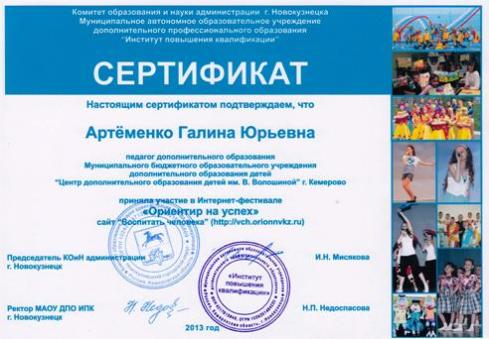 Комитет образования и науки администрации г. Новокузнецка
Муниципальное автономное образовательное учреждение
дополнительного профессионального образования
"Институт повышения квалификации"
СЕРТИФИКАТ
Настоящим сертификатом подтверждаем, что
Артёменко Галина Юрьевна
педагог дополнительного образования
Муниципального бюджетного образовательного учреждения
дополнительного образования детей
"Центр дополнительного образования детей им. В. Волошиной" г. Кемерово
приняла участие в Интернет-фестивале
«Ориентир на успех»
сайт "Воспитать человека" (http://vch.orionnvkz.ru)
Председатель КОиН администрации
г. Новокузнецк
И.Н. Мисякова
«Институт
повышения
квалификации»
Ректор МАОУ ДПО ИПК
г. Новокузнецк
Н.П. Недоспасова
2013 год